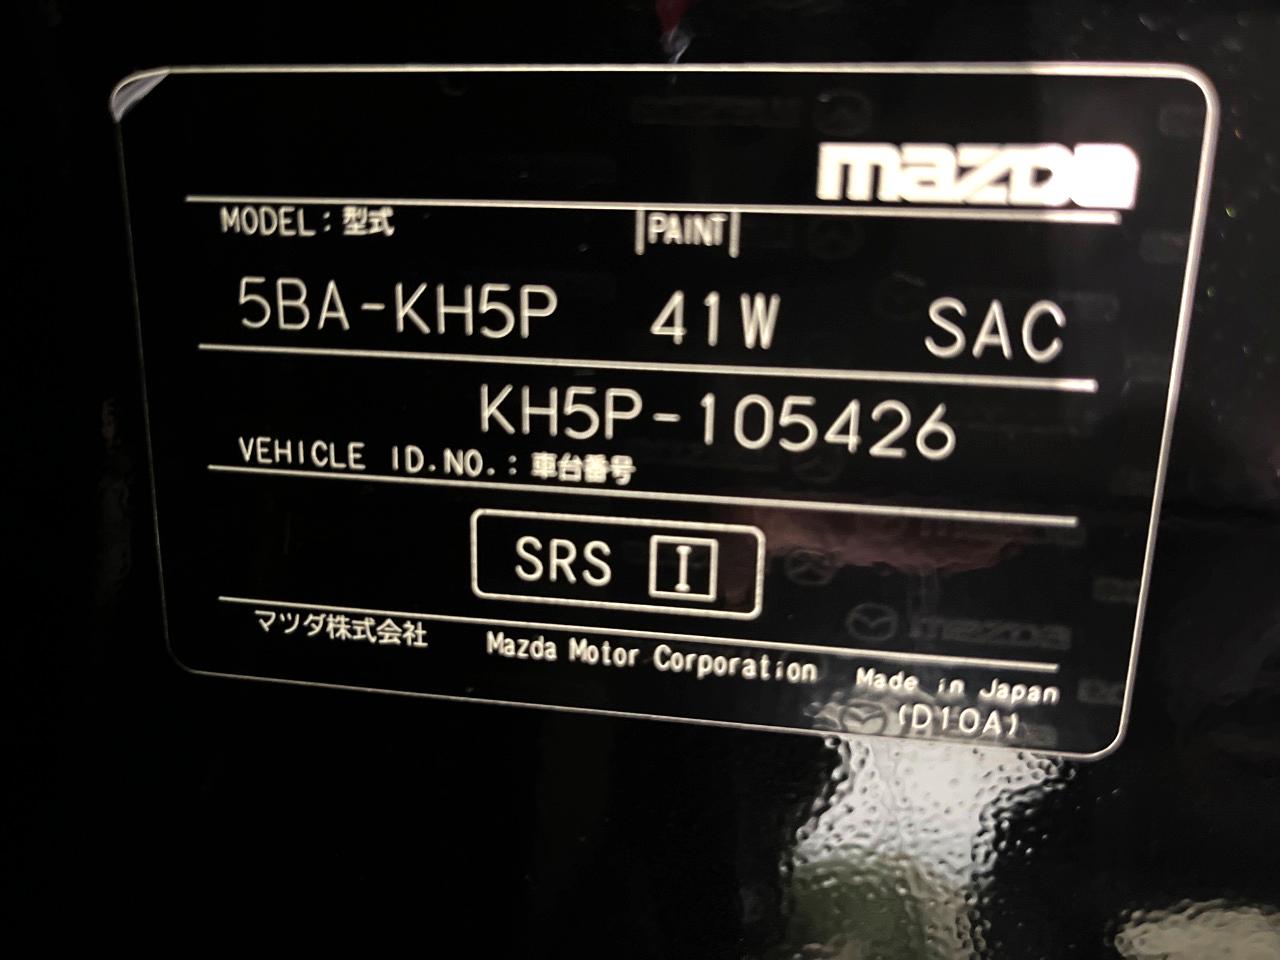 mazda
MODEL：型式 PAINT
5BA-KH5P 41W SAC
KH5P-105426
VEHICLE ID.NO.：車台番号
SRS I
マツダ株式会社 Mazda Motor Corporation Made in Japan
(D10A)